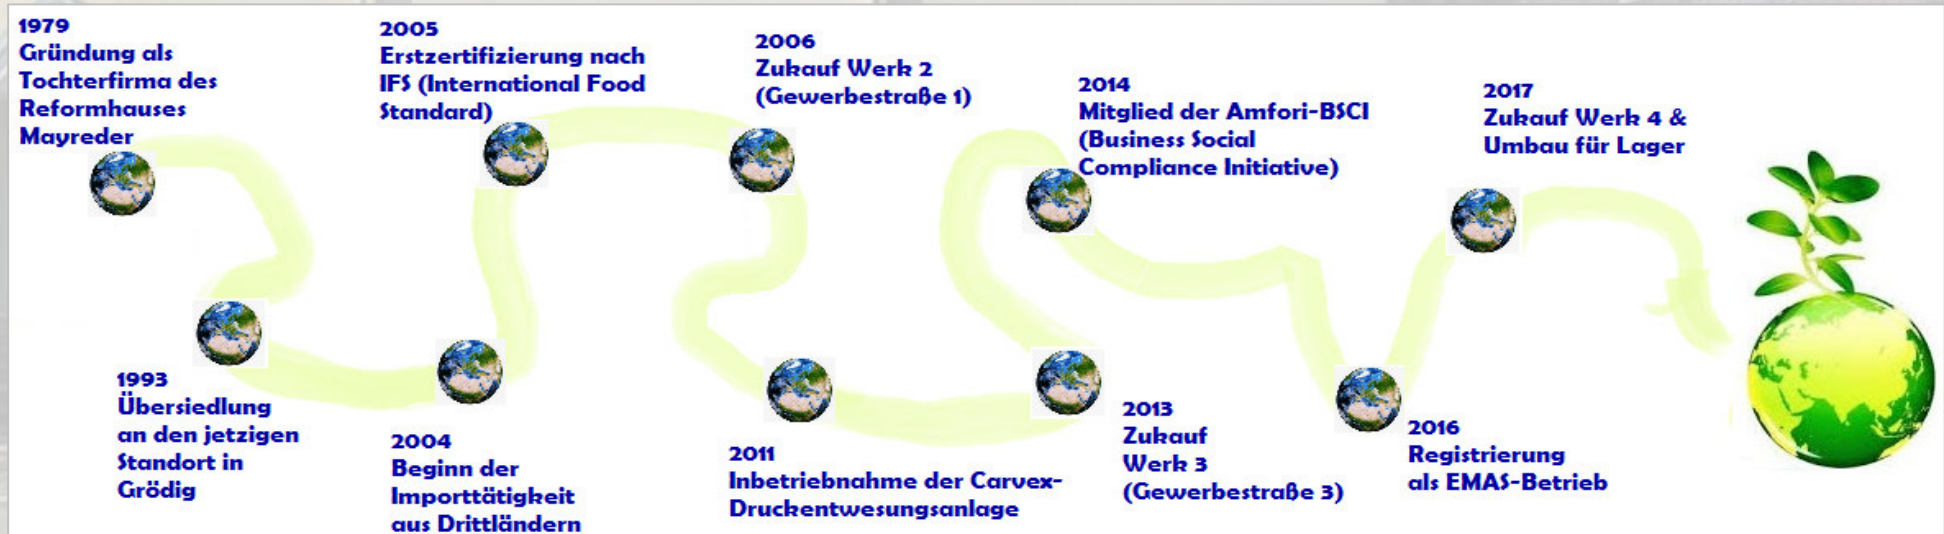 1979
Gründung als
Tochterfirma des
Reformhauses
Mayreder
1993
Übersiedlung
an den jetzigen
Standort in
Grödig
2004
Beginn der
Importtätigkeit
aus Drittländern
2005
Erstzertifizierung nach
IFS (International Food
Standard)
2006
Zukauf Werk 2
(Gewerbestraße 1)
2011
Inbetriebnahme der Carvex-
Druckentwesungsanlage
2013
Zukauf
Werk 3
(Gewerbestraße 3)
2014
Mitglied der Amfori-BSCI
(Business Social
Compliance Initiative)
2016
Registrierung
als EMAS-Betrieb
2017
Zukauf Werk 4 &
Umbau für Lager